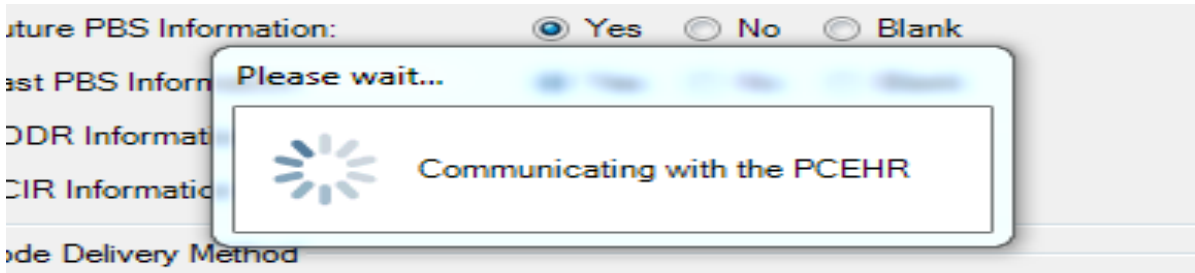 uture PBS Information: Yes No Blank
ast PBS Inform
Please wait...
DDR Informati
Communicating with the PCEHR
CIR Informatic
ode Delivery Method